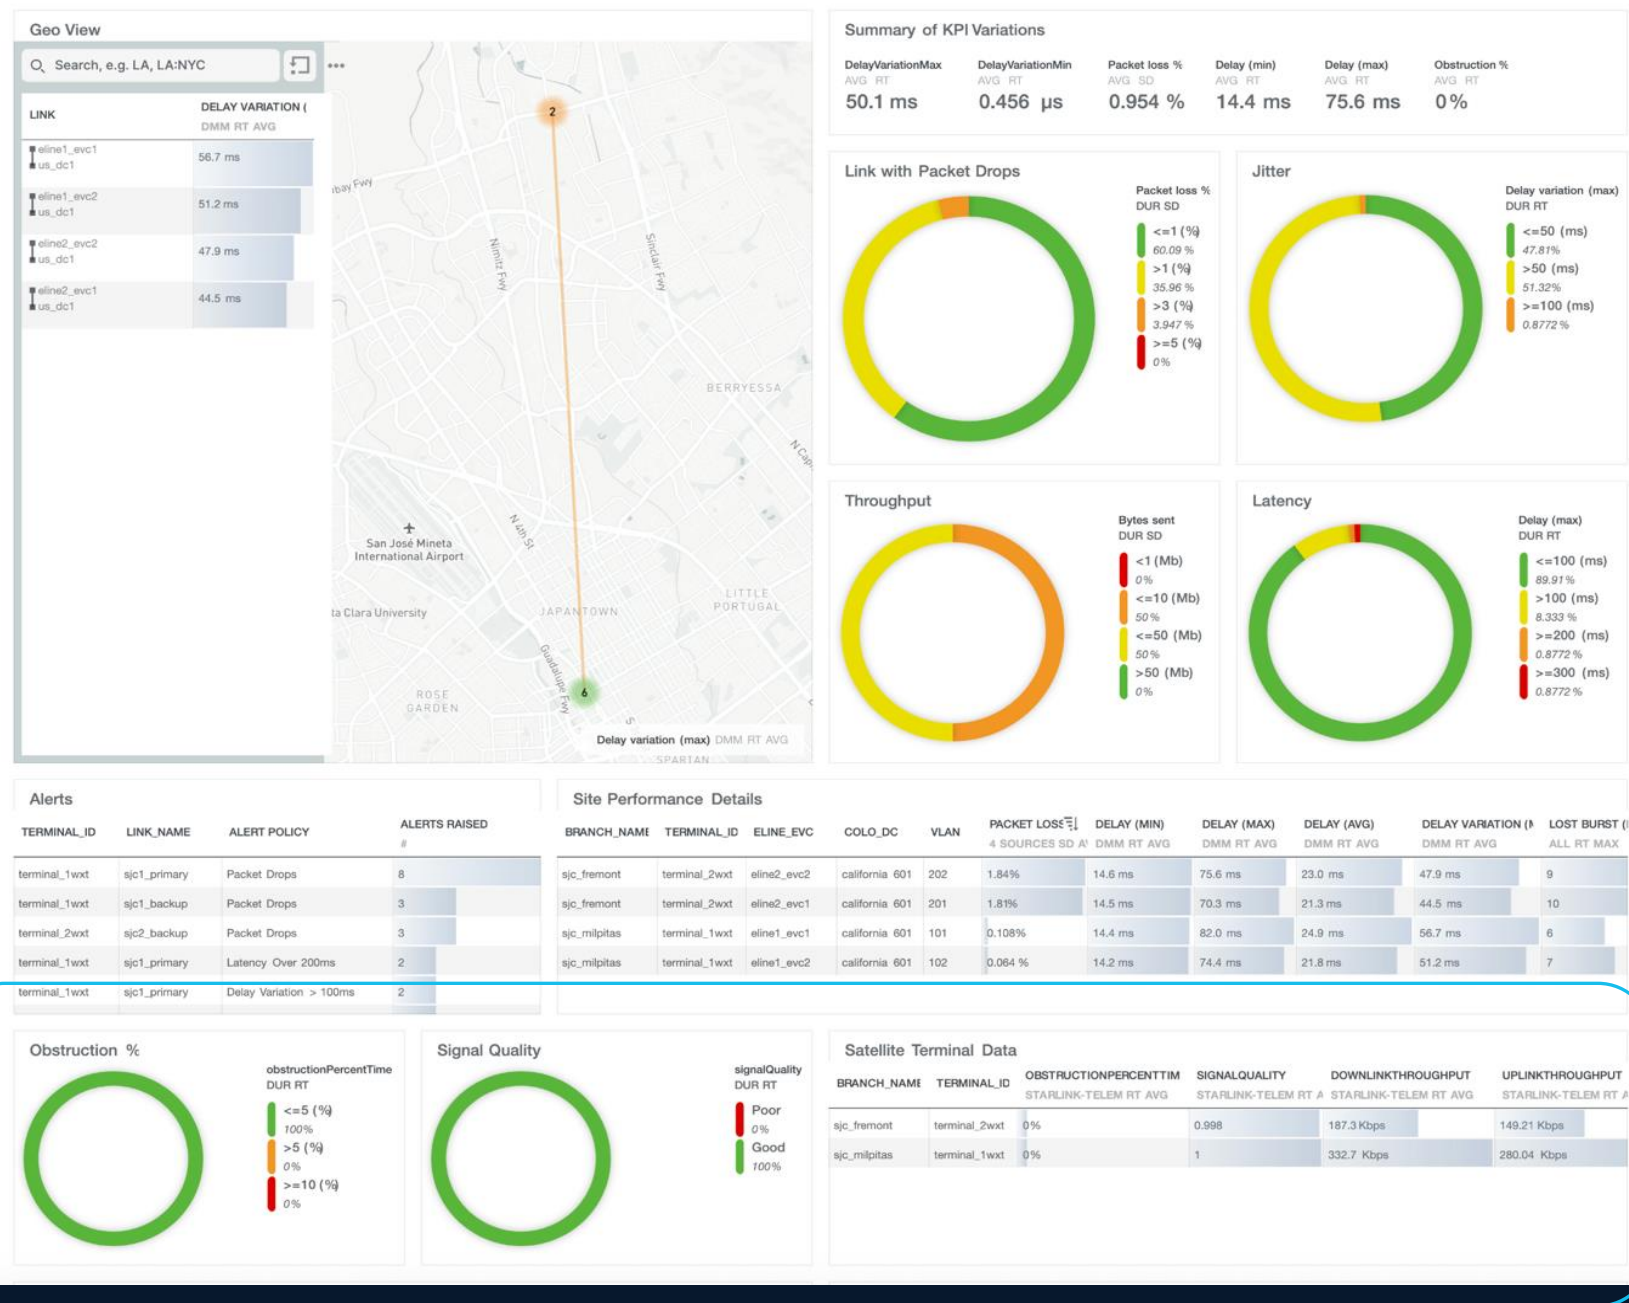 Geo View
Search, e.g. LA, LA:NYC
LINK
DELAY VARIATION (
DMM RT AVG
eline1_evc1
us_dc1
56.7 ms
eline1_evc2
us_dc1
51.2 ms
eline2_evc2
us_dc1
47.9 ms
eline2_evc1
us_dc1
44.5 ms
2
bay Fwy
Nimitz Fwy
Sinclair Fwy
BERRYESSA
N Cap
San José Mineta
International Airport
N 4th St
LITTLE
PORTUGAL
ta Clara University
JAPANTOWN
Guadalupe Fwy
6
ROSE
GARDEN
S
Delay variation (max) DMM RT AVG
SPARTAN
Summary of KPI Variations
DelayVariationMax
AVG RT
50.1 ms
DelayVariationMin
AVG RT
0.456 µs
Packet loss %
AVG SD
0.954 %
Delay (min)
AVG RT
14.4 ms
Delay (max)
AVG RT
75.6 ms
Obstruction %
AVG RT
0%
Link with Packet Drops
Packet loss %
DUR SD
<=1 (%)
60.09 %
>1 (%)
35.96 %
>3 (%)
3.947 %
>=5 (%)
0%
Jitter
Delay variation (max)
DUR RT
<=50 (ms)
47.81%
>50 (ms)
51.32%
>=100 (ms)
0.8772 %
Throughput
Bytes sent
DUR SD
<1 (Mb)
0%
<=10 (Mb)
50 %
<=50 (Mb)
50 %
>50 (Mb)
0%
Latency
Delay (max)
DUR RT
<=100 (ms)
89.91 %
>100 (ms)
8.333 %
>=200 (ms)
0.8772 %
>=300 (ms)
0.8772 %
Alerts
TERMINAL_ID LINK_NAME ALERT POLICY ALERTS RAISED
#
terminal_1wxt sjc1_primary Packet Drops 8
terminal_1wxt sjc1_backup Packet Drops 3
terminal_2wxt sjc2_backup Packet Drops 3
terminal_1wxt sjc1_primary Latency Over 200ms 2
terminal_1wxt sjc1_primary Delay Variation > 100ms 2
Site Performance Details
BRANCH_NAME TERMINAL_ID ELINE_EVC COLO_DC VLAN PACKET LOSS DELAY (MIN) DELAY (MAX) DELAY (AVG) DELAY VARIATION (M LOST BURST (
4 SOURCES SD A DMM RT AVG DMM RT AVG DMM RT AVG DMM RT AVG ALL RT MAX
sjc_fremont terminal_2wxt eline2_evc2 california 601 202 1.84% 14.6 ms 75.6 ms 23.0 ms 47.9 ms 9
sjc_fremont terminal_2wxt eline2_evc1 california 601 201 1.81% 14.5 ms 70.3 ms 21.3 ms 44.5 ms 10
sjc_milpitas terminal_1wxt eline1_evc1 california 601 101 0.108% 14.4 ms 82.0 ms 24.9 ms 56.7 ms 6
sjc_milpitas terminal_1wxt eline1_evc2 california 601 102 0.064 % 14.2 ms 74.4 ms 21.8 ms 51.2 ms 7
Obstruction %
obstructionPercentTime
DUR RT
<=5 (%)
100%
>5 (%)
0%
>=10 (%)
0%
Signal Quality
signalQuality
DUR RT
Poor
0%
Good
100%
Satellite Terminal Data
BRANCH_NAME TERMINAL_ID OBSTRUCTIONPERCENTTIM SIGNALQUALITY DOWNLINKTHROUGHPUT UPLINKTHROUGHPUT
STARLINK-TELEM RT AVG STARLINK-TELEM RT A STARLINK-TELEM RT AVG STARLINK-TELEM RT A
sjc_fremont terminal_2wxt 0% 0.998 187.3 Kbps 149.21 Kbps
sjc_milpitas terminal_1wxt 0% 1 332.7 Kbps 280.04 Kbps